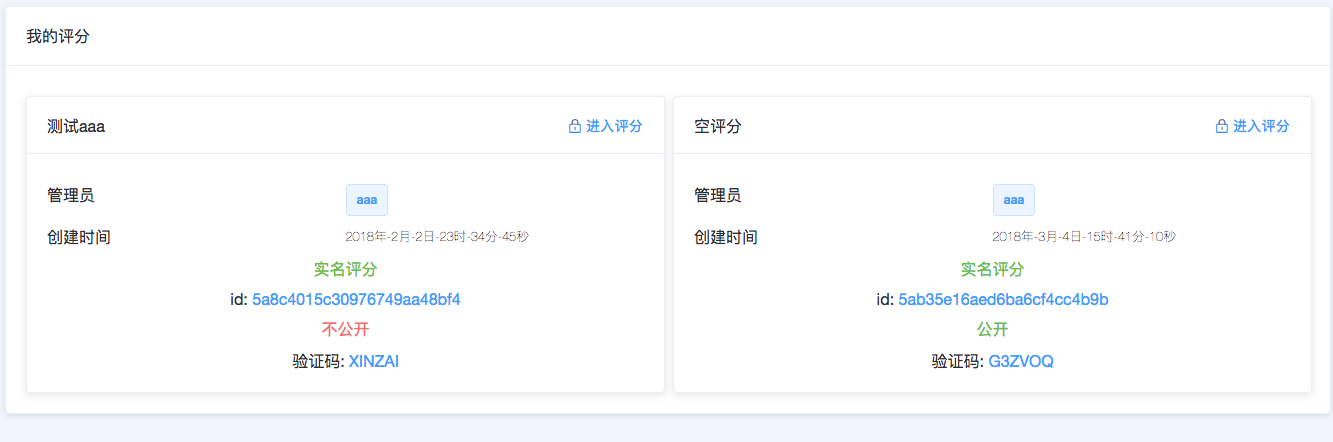 我的评分
测试aaa 进入评分
管理员 aaa
创建时间 2018年-2月-2日-23时-34分-45秒
实名评分
id: 5a8c4015c30976749aa48bf4
不公开
验证码: XINZAI
空评分 进入评分
管理员 aaa
创建时间 2018年-3月-4日-15时-41分-10秒
实名评分
id: 5ab35e16aed6ba6cf4cc4b9b
公开
验证码: G3ZVOQ